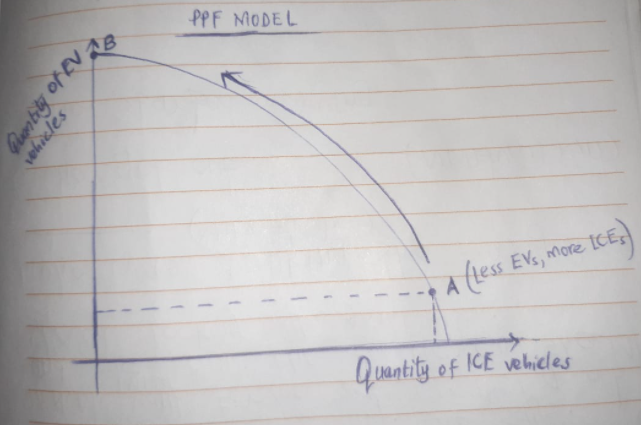 PPF MODEL
B
Quantity of EV
vehicles
A (Less EVs, more ICEs)
Quantity of ICE vehicles